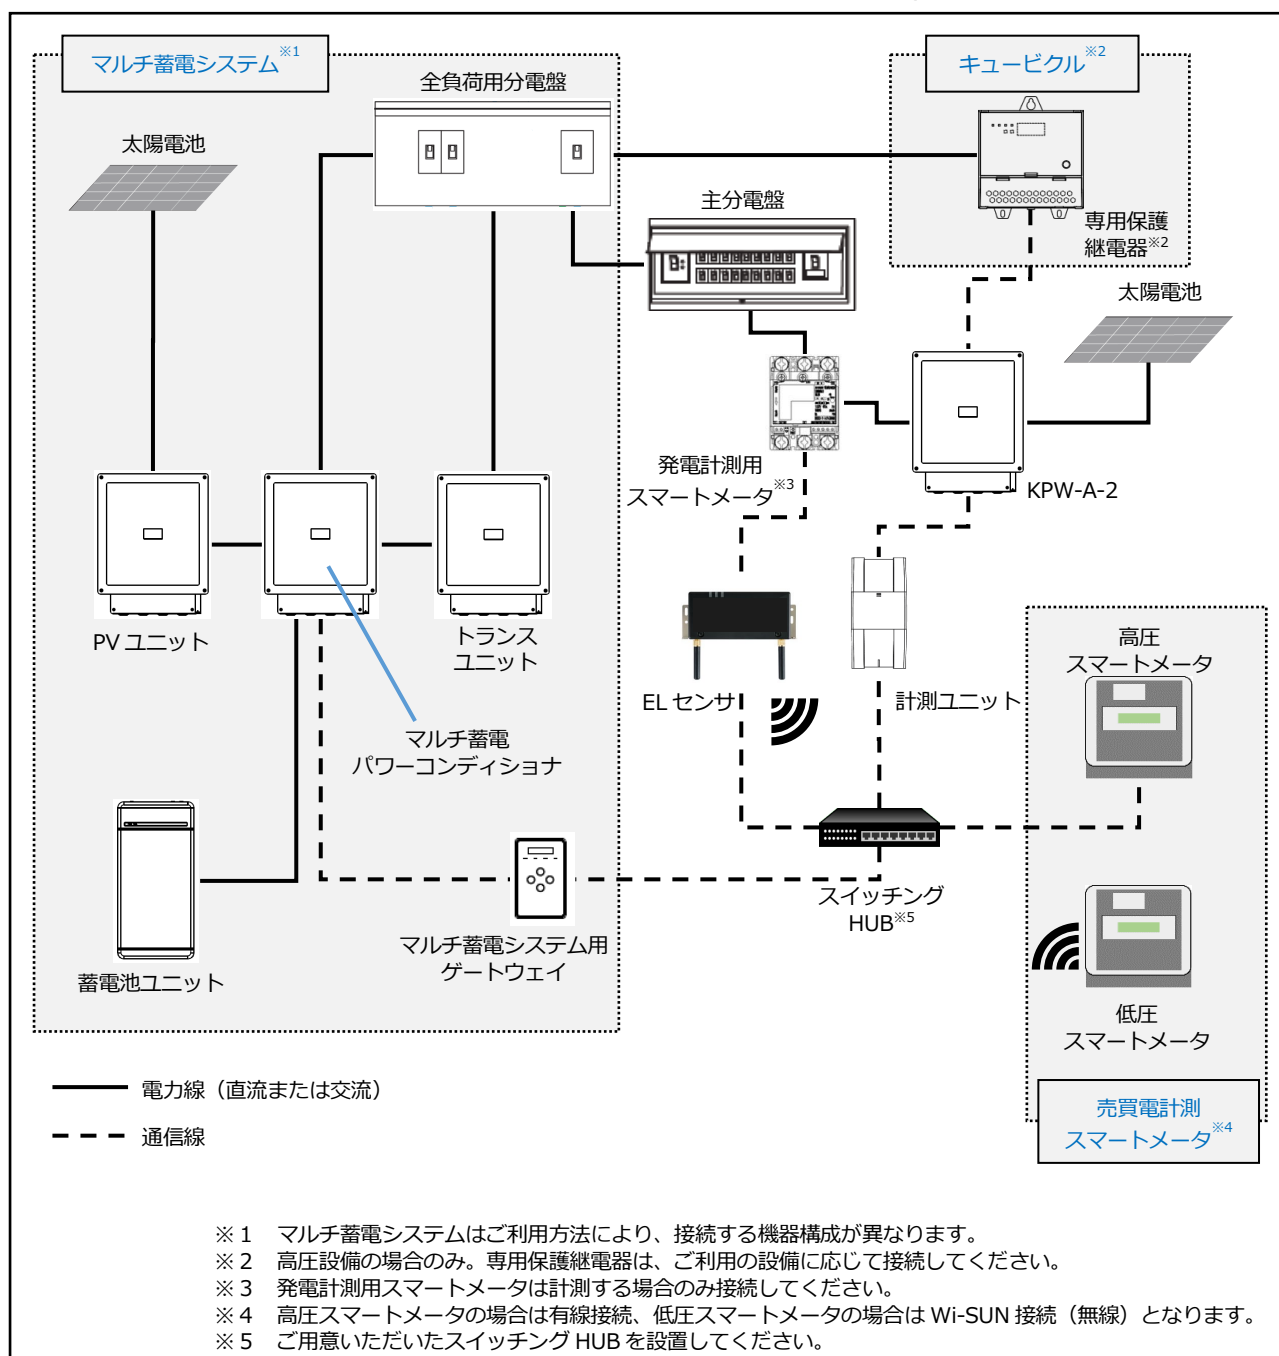 マルチ蓄電システム※1
キュービクル※2
全負荷用分電盤
太陽電池
主分電盤
専用保護
継電器※2
太陽電池
発電計測用
スマートメータ※3
KPW-A-2
PV ユニット
トランス
ユニット
高圧
スマートメータ
EL センサ
計測ユニット
マルチ蓄電
パワーコンディショナ
スイッチング
HUB※5
マルチ蓄電システム用
ゲートウェイ
蓄電池ユニット
低圧
スマートメータ
電力線（直流または交流）
通信線
売買電計測
スマートメータ※4
※１ マルチ蓄電システムはご利用方法により、接続する機器構成が異なります。
※２ 高圧設備の場合のみ。専用保護継電器は、ご利用の設備に応じて接続してください。
※３ 発電計測用スマートメータは計測する場合のみ接続してください。
※４ 高圧スマートメータの場合は有線接続、低圧スマートメータの場合は Wi-SUN 接続（無線）となります。
※５ ご用意いただいたスイッチング HUB を設置してください。